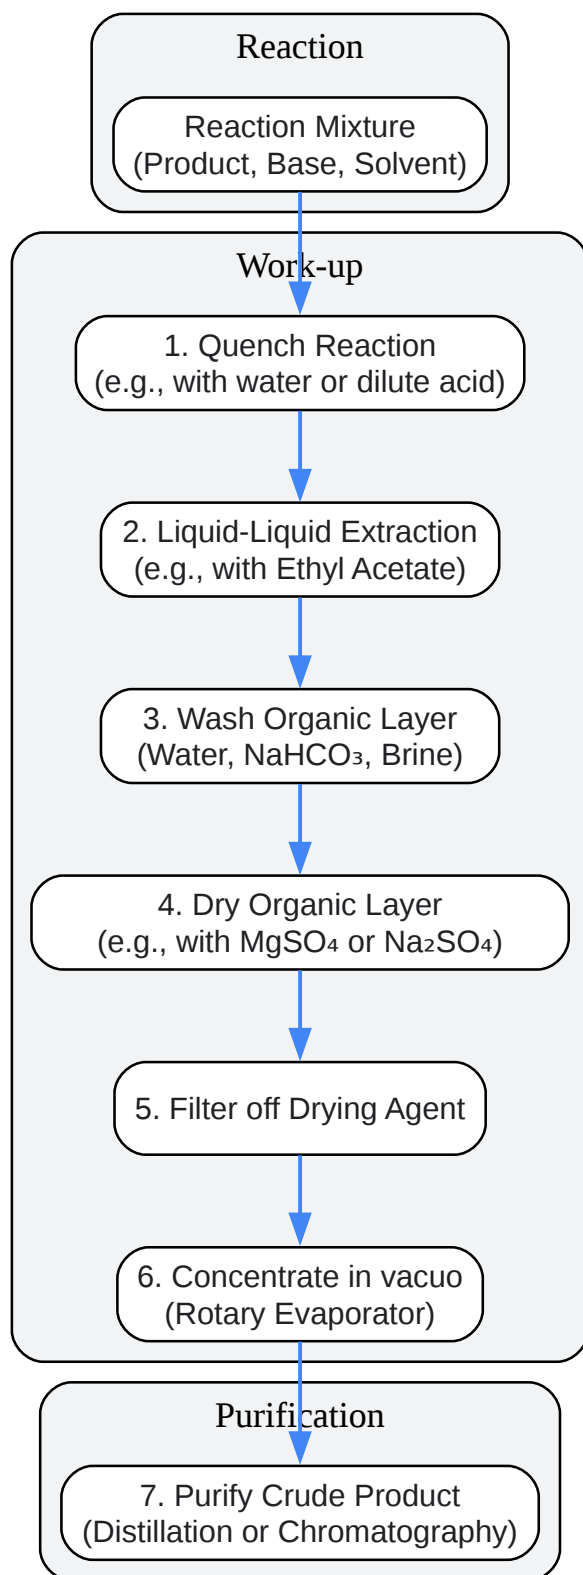 Reaction
Reaction Mixture
(Product, Base, Solvent)
Work-up
1. Quench Reaction
(e.g., with water or dilute acid)
2. Liquid-Liquid Extraction
(e.g., with Ethyl Acetate)
3. Wash Organic Layer
(Water, NaHCO₃, Brine)
4. Dry Organic Layer
(e.g., with MgSO₄ or Na₂SO₄)
5. Filter off Drying Agent
6. Concentrate in vacuo
(Rotary Evaporator)
Purification
7. Purify Crude Product
(Distillation or Chromatography)